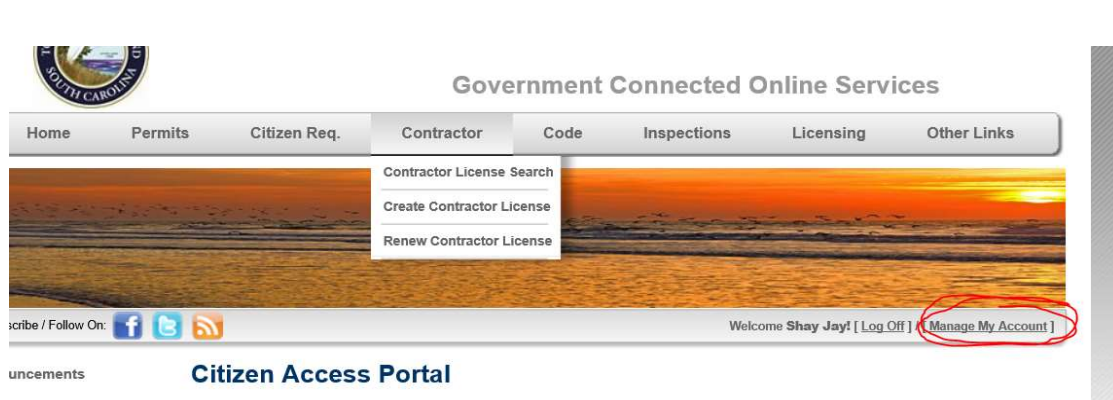 SOUTH CAROLINA
Government Connected Online Services
Home Permits Citizen Req. Contractor Code Inspections Licensing Other Links
Contractor License Search
Create Contractor License
Renew Contractor License
scribe / Follow On:
Welcome Shay Jay! [ Log Off ] / [ Manage My Account ]
uncements
Citizen Access Portal